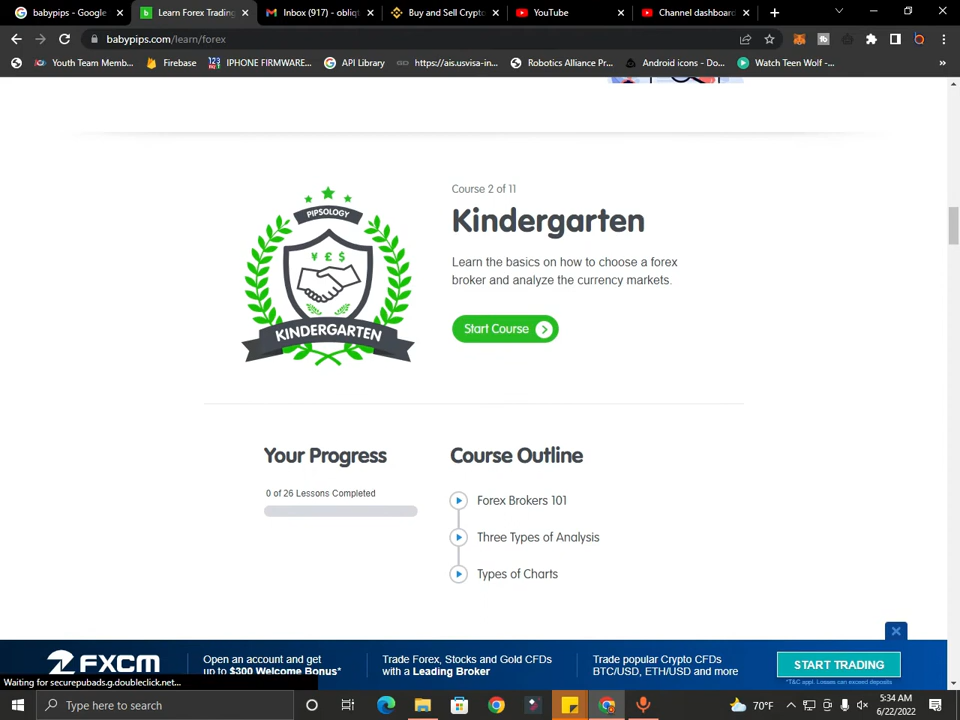 babypips - Google
Learn Forex Trading
Inbox (917) - obliq
Buy and Sell Crypto
YouTube
Channel dashboard
babypips.com/learn/forex
Youth Team Memb...
Firebase
IPHONE FIRMWARE...
API Library
https://ais.usvisa-in...
Robotics Alliance Pr...
Android icons - Do...
Watch Teen Wolf -...
Course 2 of 11
Kindergarten
Learn the basics on how to choose a forex
broker and analyze the currency markets.
Start Course
PIPSOLOGY
¥ £ $
KINDERGARTEN
Your Progress
0 of 26 Lessons Completed
Course Outline
Forex Brokers 101
Three Types of Analysis
Types of Charts
FXCM
Open an account and get
up to $300 Welcome Bonus*
Trade Forex, Stocks and Gold CFDs
with a Leading Broker
Trade popular Crypto CFDs
BTC/USD, ETH/USD and more
START TRADING
*T&C appl. Losses can exceed deposits
Waiting for securepubads.g.doubleclick.net...
Type here to search
70°F
5:34 AM
6/22/2022